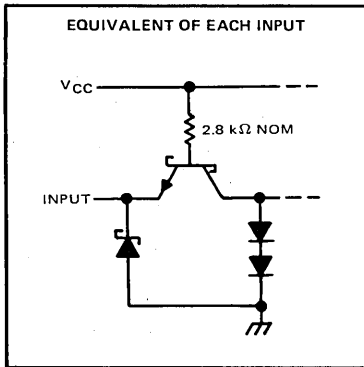 EQUIVALENT OF EACH INPUT
VCC
2.8 kΩ NOM
INPUT